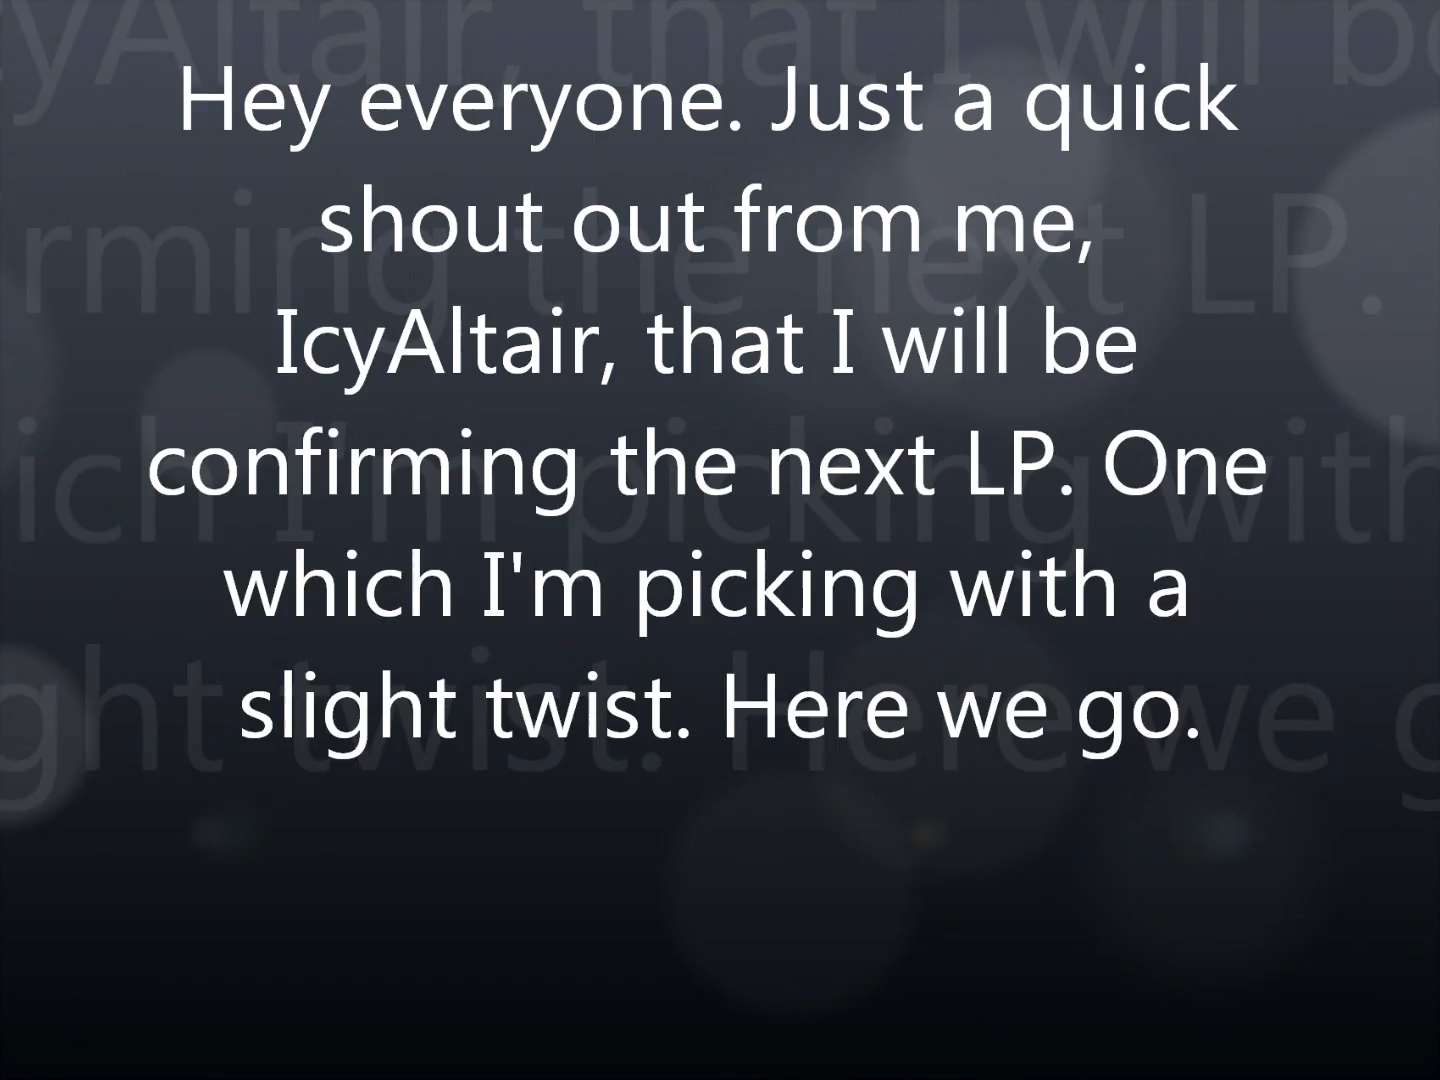 Hey everyone. Just a quick
shout out from me,
IcyAltair, that I will be
confirming the next LP. One
which I'm picking with a
slight twist. Here we go.